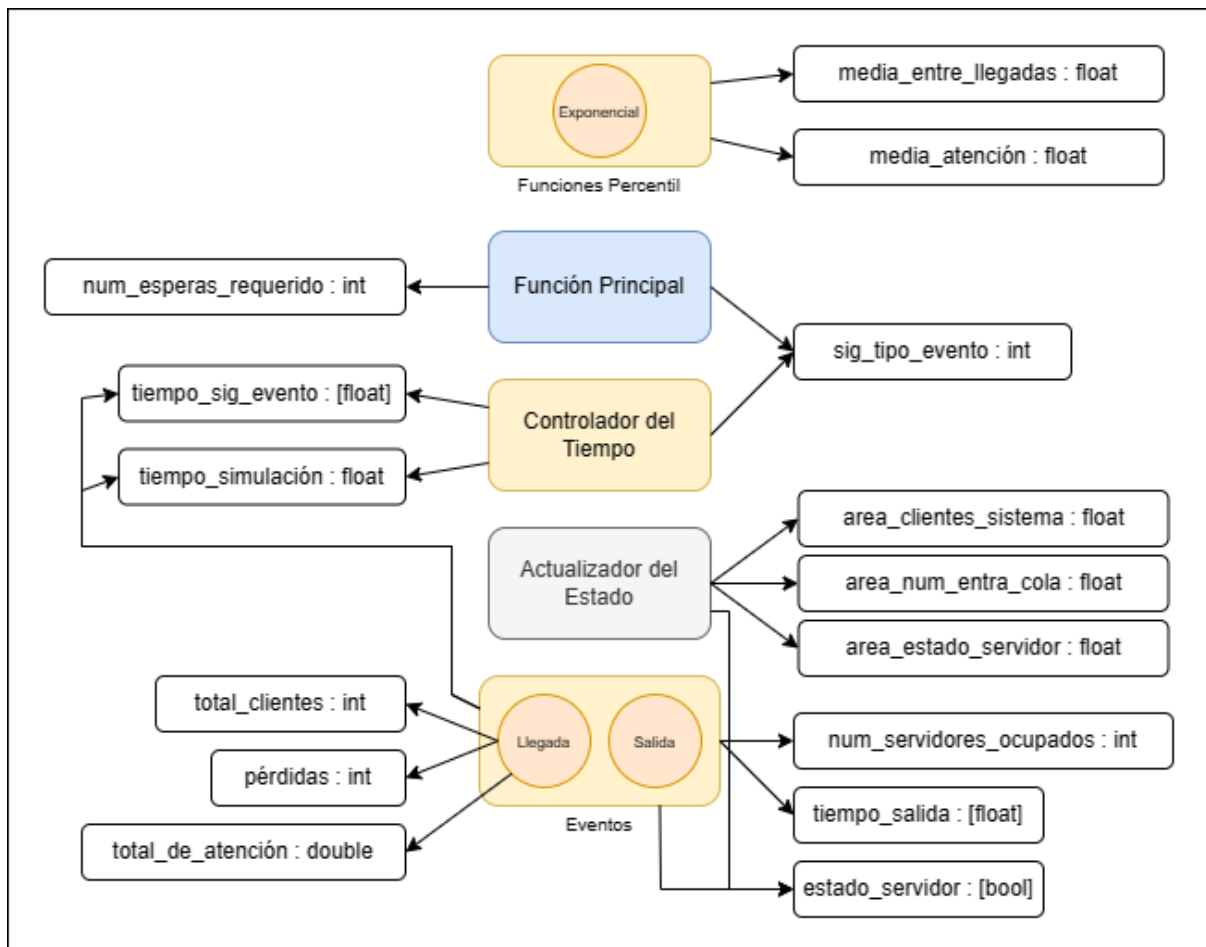 media_entre_llegadas : float
Exponencial
media_atención : float
Funciones Percentil
num_esperas_requerido : int
Función Principal
sig_tipo_evento : int
tiempo_sig_evento : [float]
Controlador del
Tiempo
tiempo_simulación : float
area_clientes_sistema : float
Actualizador del
Estado
area_num_entra_cola : float
area_estado_servidor : float
total_clientes : int
Llegada
Salida
num_servidores_ocupados : int
pérdidas : int
tiempo_salida : [float]
Eventos
total_de_atención : double
estado_servidor : [bool]